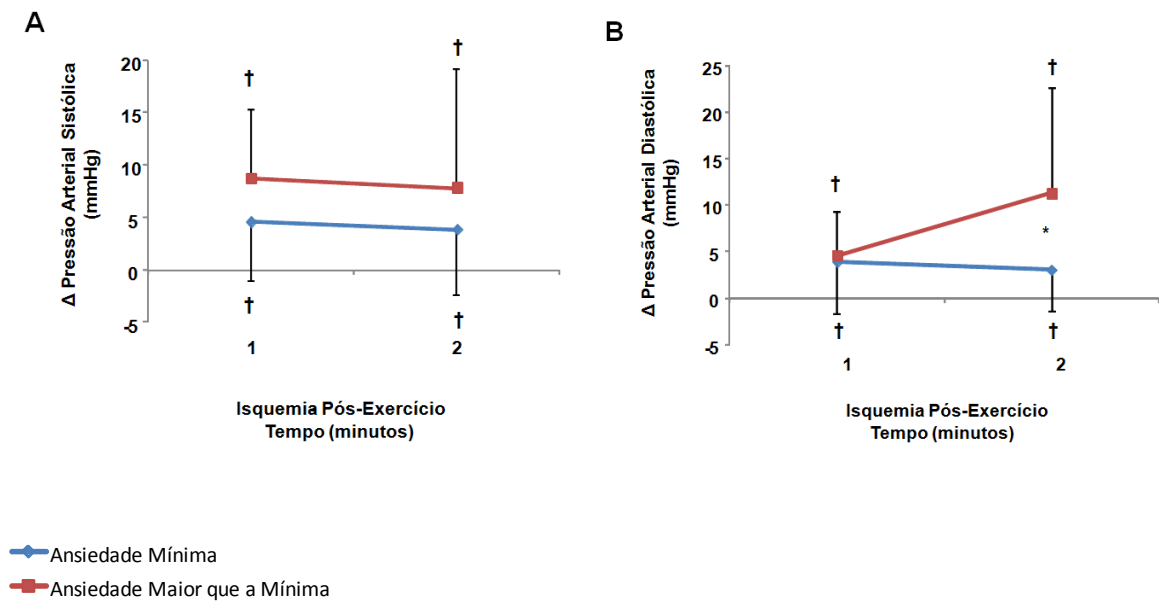 A
Δ Pressão Arterial Sistólica
(mmHg)
20
15
10
5
0
-5
†
†
†
†
1
2
Isquemia Pós-Exercício
Tempo (minutos)
B
Δ Pressão Arterial Diastólica
(mmHg)
25
20
15
10
5
0
-5
†
†
*
†
†
1
2
Isquemia Pós-Exercício
Tempo (minutos)
Ansiedade Mínima
Ansiedade Maior que a Mínima